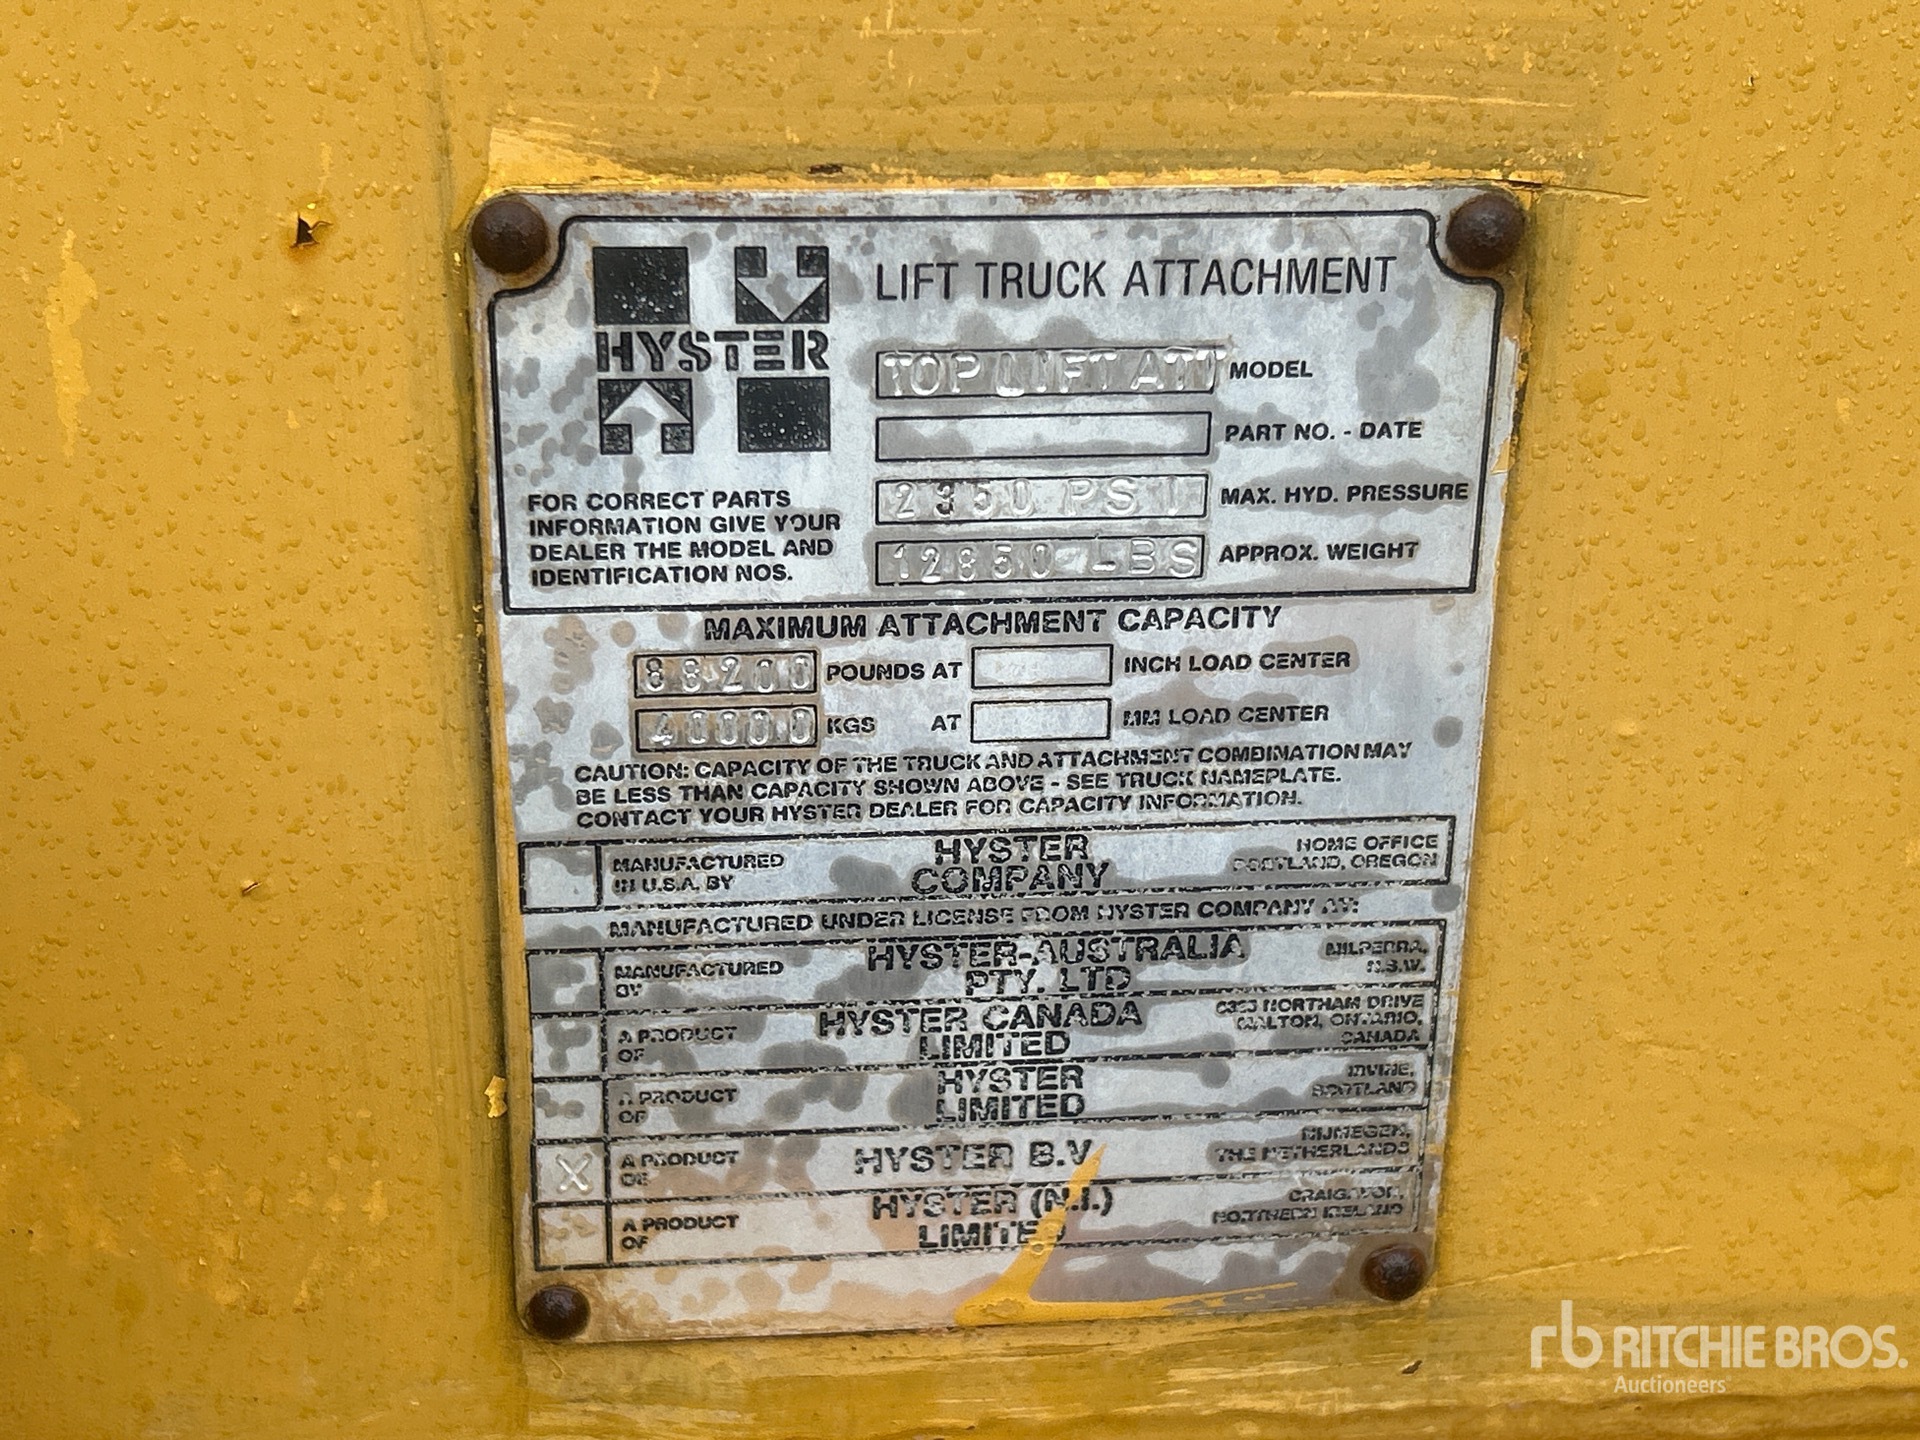 HYSTER
LIFT TRUCK ATTACHMENT
TOP LIFT ATT MODEL
PART NO. - DATE
2350 PSI MAX. HYD. PRESSURE
12850 LBS APPROX. WEIGHT
FOR CORRECT PARTS
INFORMATION GIVE YOUR
DEALER THE MODEL AND
IDENTIFICATION NOS.
MAXIMUM ATTACHMENT CAPACITY
88200 POUNDS AT INCH LOAD CENTER
40000 KGS AT MM LOAD CENTER
CAUTION: CAPACITY OF THE TRUCK AND ATTACHMENT COMBINATION MAY
BE LESS THAN CAPACITY SHOWN ABOVE - SEE TRUCK NAMEPLATE.
CONTACT YOUR HYSTER DEALER FOR CAPACITY INFORMATION.
MANUFACTURED
IN U.S.A. BY
HYSTER
COMPANY
HOME OFFICE
PORTLAND, OREGON
MANUFACTURED UNDER LICENSE FROM HYSTER COMPANY BY:
MANUFACTURED
BY
HYSTER-AUSTRALIA
PTY. LTD
MILPERRA,
N.S.W.
A PRODUCT
OF
HYSTER CANADA
LIMITED
NORTHAM DRIVE
MALTON, ONTARIO,
CANADA
A PRODUCT
OF
HYSTER
LIMITED
IRVINE,
SCOTLAND
X
A PRODUCT
OF
HYSTER B.V
NIJMEGEN,
THE NETHERLANDS
A PRODUCT
OF
HYSTER (N.I.)
LIMITED
CRAIGAVON,
NORTHERN IRELAND
rb RITCHIE BROS.
Auctioneers